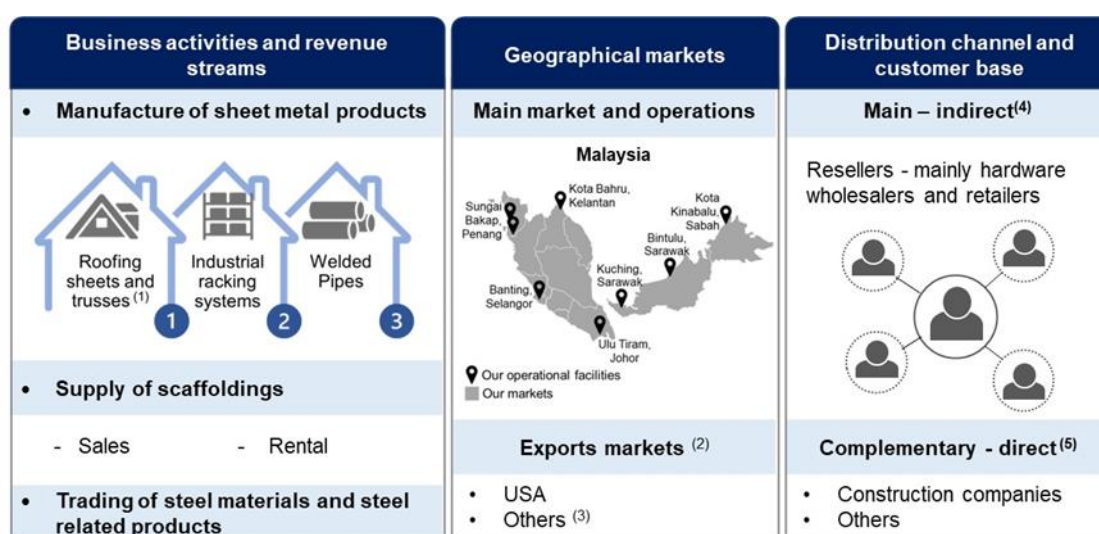 Business activities and revenue
streams
• Manufacture of sheet metal products
Roofing
sheets and
trusses (1)
1
Industrial
racking
systems
2
Welded
Pipes
3
• Supply of scaffoldings
- Sales
- Rental
• Trading of steel materials and steel
related products
Geographical markets
Main market and operations
Malaysia
Sungai
Bakap,
Penang
Kota Bahru,
Kelantan
Kota
Kinabalu,
Sabah
Bintulu,
Sarawak
Kuching,
Sarawak
Banting,
Selangor
Ulu Tiram,
Johor
Our operational facilities
Our markets
Exports markets (2)
• USA
• Others (3)
Distribution channel and
customer base
Main – indirect(4)
Resellers - mainly hardware
wholesalers and retailers
Complementary - direct(5)
• Construction companies
• Others